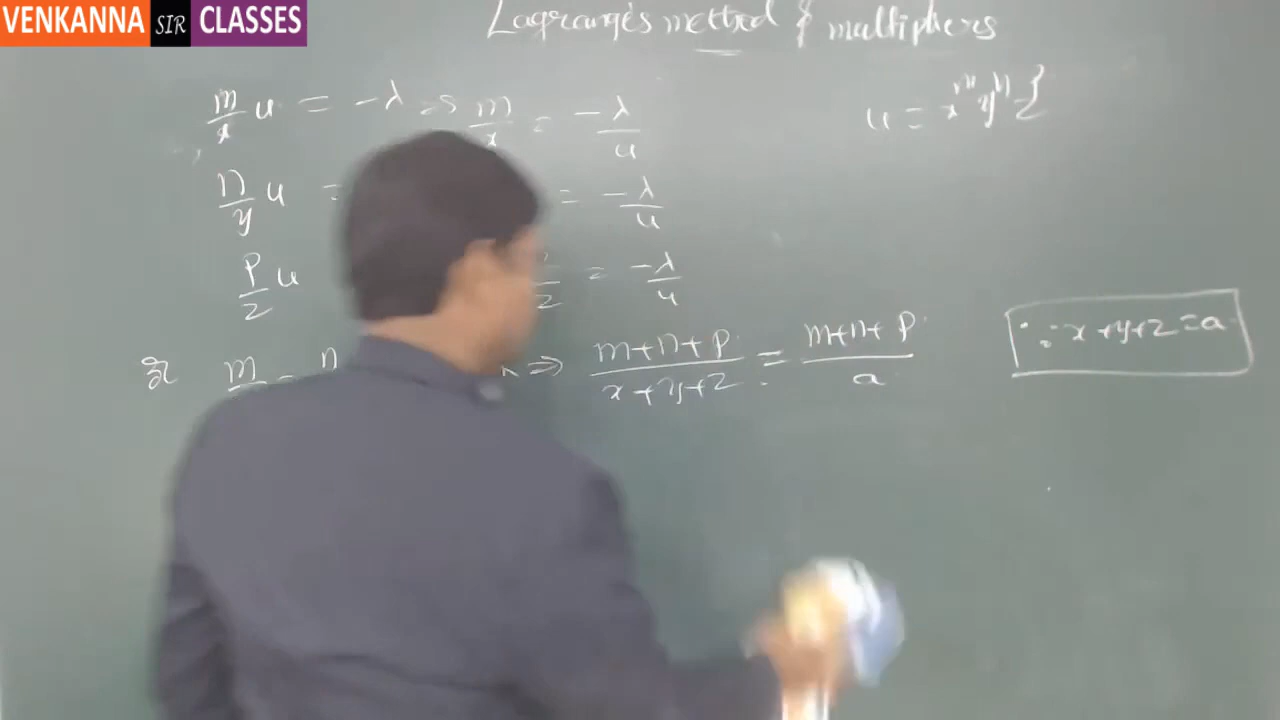 VENKANNA SIR CLASSES
Lagrange's method of multipliers
m/x u = -λ => m/x = -λ/u
u = x^m y^n z^
n/y u = = -λ/u
p/z u /z = -λ/u
m = n => m+n+p/x+y+z = m+n+p/a
∵ x+y+z=a